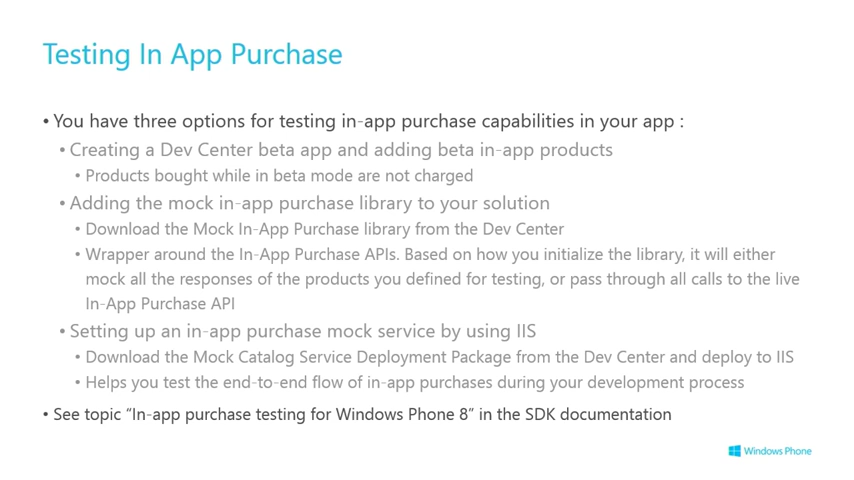 Testing In App Purchase
• You have three options for testing in-app purchase capabilities in your app :
• Creating a Dev Center beta app and adding beta in-app products
• Products bought while in beta mode are not charged
• Adding the mock in-app purchase library to your solution
• Download the Mock In-App Purchase library from the Dev Center
• Wrapper around the In-App Purchase APIs. Based on how you initialize the library, it will either
mock all the responses of the products you defined for testing, or pass through all calls to the live
In-App Purchase API
• Setting up an in-app purchase mock service by using IIS
• Download the Mock Catalog Service Deployment Package from the Dev Center and deploy to IIS
• Helps you test the end-to-end flow of in-app purchases during your development process
• See topic “In-app purchase testing for Windows Phone 8” in the SDK documentation
Windows Phone